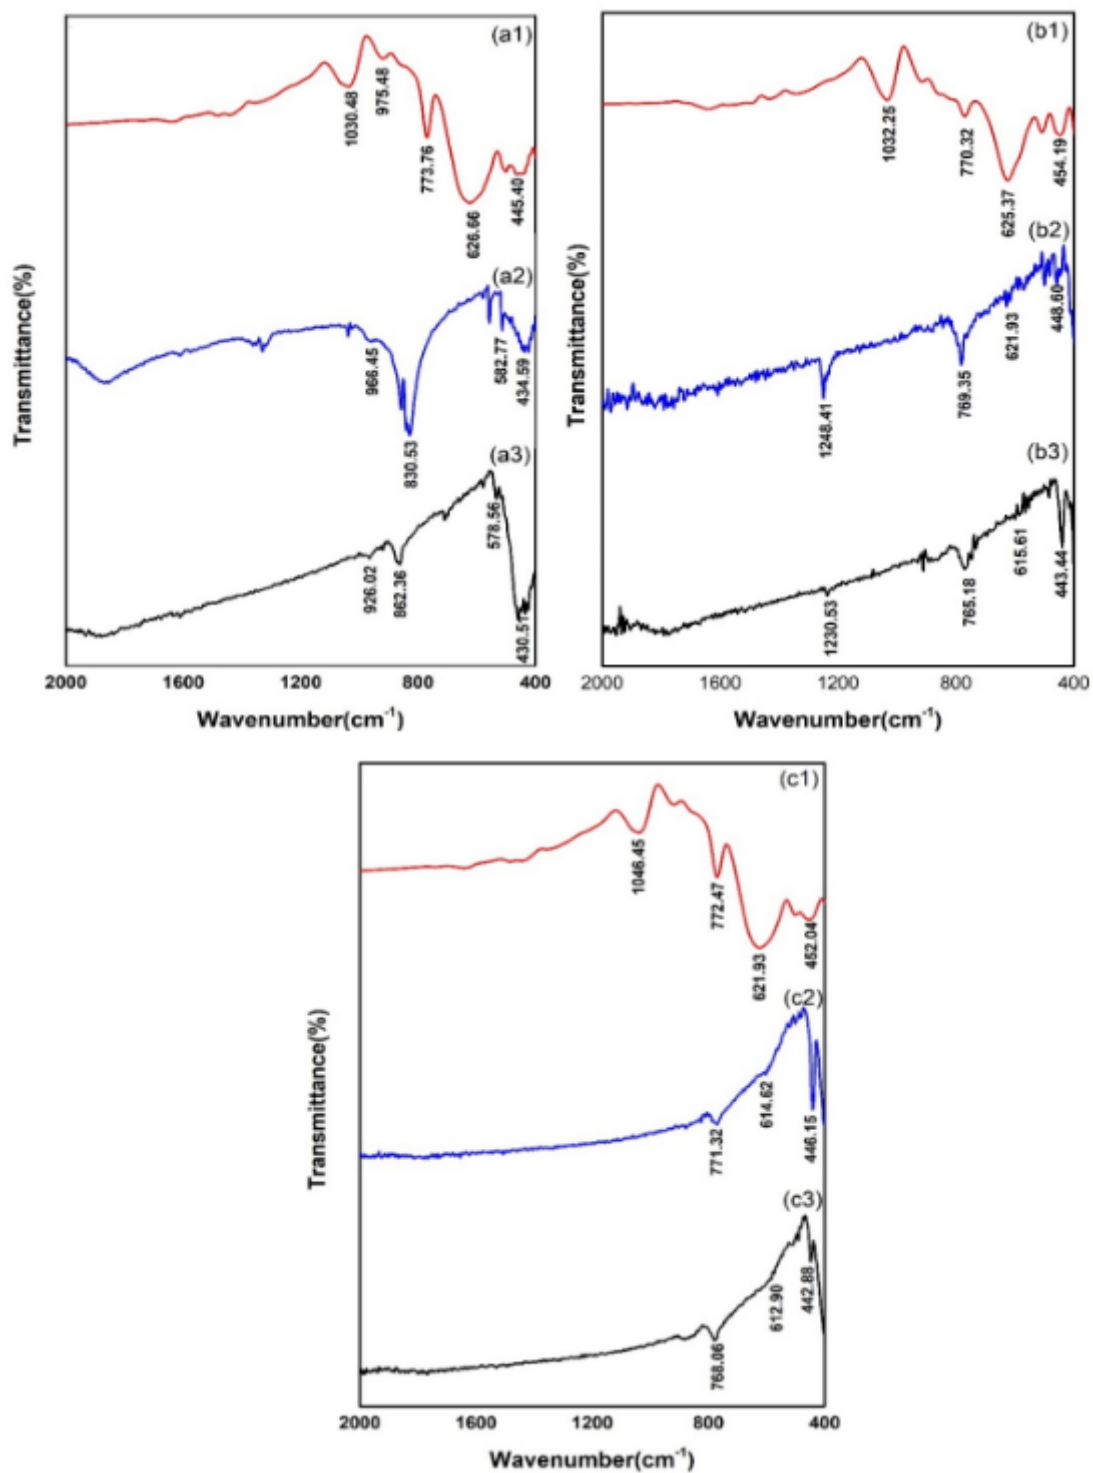 (a1)
1030.48
975.48
773.76
626.66
445.40
(a2)
966.45
830.53
582.77
434.59
(a3)
926.02
862.36
578.56
430.51
Transmittance(%)
2000 1600 1200 800 400
Wavenumber(cm⁻¹)
(b1)
1032.25
770.32
625.37
454.19
(b2)
1248.41
769.35
621.93
448.60
(b3)
1230.53
765.18
615.61
443.44
Transmittance(%)
2000 1600 1200 800 400
Wavenumber(cm⁻¹)
(c1)
1046.45
772.47
621.93
452.04
(c2)
771.32
614.62
446.15
(c3)
768.06
612.90
442.88
Transmittance(%)
2000 1600 1200 800 400
Wavenumber(cm⁻¹)